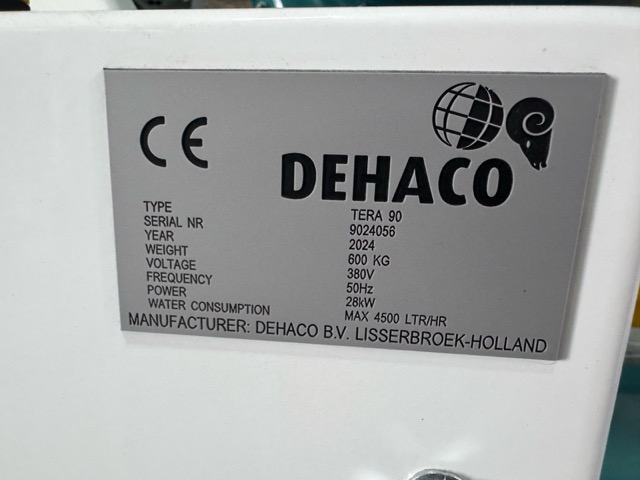 CE
DEHACO
TYPE TERA 90
SERIAL NR 9024056
YEAR 2024
WEIGHT 600 KG
VOLTAGE 380V
FREQUENCY 50Hz
POWER 28kW
WATER CONSUMPTION MAX 4500 LTR/HR
MANUFACTURER: DEHACO B.V. LISSERBROEK-HOLLAND